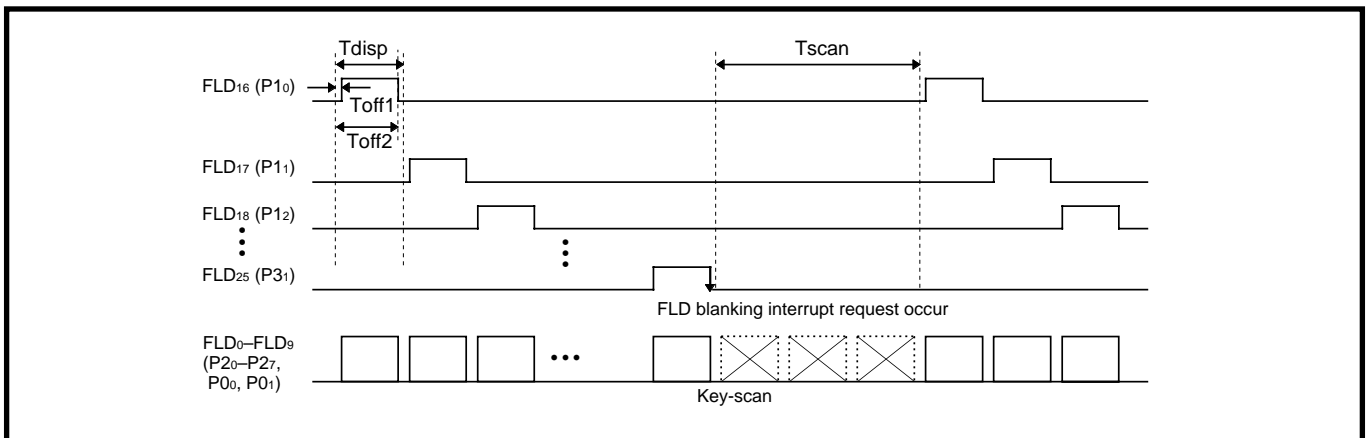 Tdisp
Tscan
FLD16 (P10)
Toff1
Toff2
FLD17 (P11)
FLD18 (P12)
FLD25 (P31)
FLD blanking interrupt request occur
FLD0–FLD9
(P20–P27,
P00, P01)
Key-scan